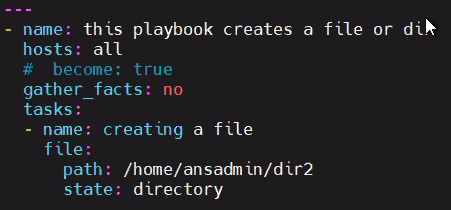 ---
- name: this playbook creates a file or dir
  hosts: all
  #  become: true
  gather_facts: no
  tasks:
  - name: creating a file
    file:
      path: /home/ansadmin/dir2
      state: directory